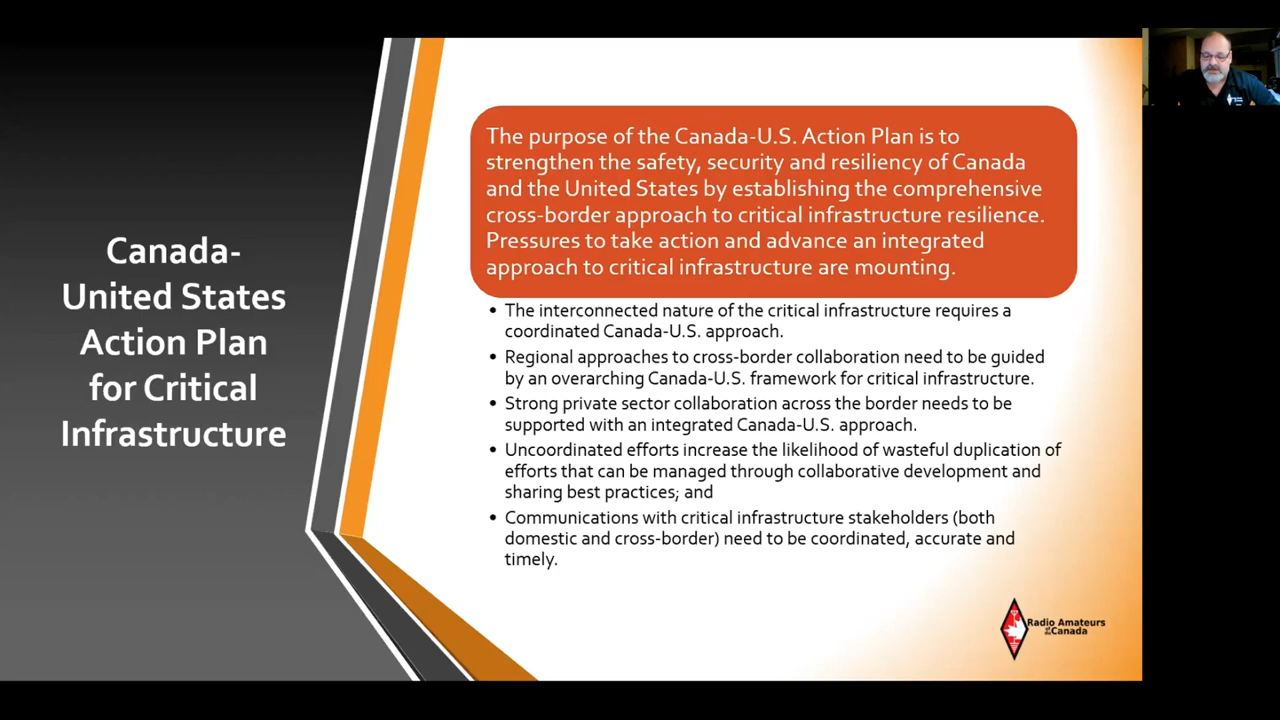 Canada-
United States
Action Plan
for Critical
Infrastructure
The purpose of the Canada-U.S. Action Plan is to
strengthen the safety, security and resiliency of Canada
and the United States by establishing the comprehensive
cross-border approach to critical infrastructure resilience.
Pressures to take action and advance an integrated
approach to critical infrastructure are mounting.
• The interconnected nature of the critical infrastructure requires a
coordinated Canada-U.S. approach.
• Regional approaches to cross-border collaboration need to be guided
by an overarching Canada-U.S. framework for critical infrastructure.
• Strong private sector collaboration across the border needs to be
supported with an integrated Canada-U.S. approach.
• Uncoordinated efforts increase the likelihood of wasteful duplication of
efforts that can be managed through collaborative development and
sharing best practices; and
• Communications with critical infrastructure stakeholders (both
domestic and cross-border) need to be coordinated, accurate and
timely.
Radio Amateurs
of Canada